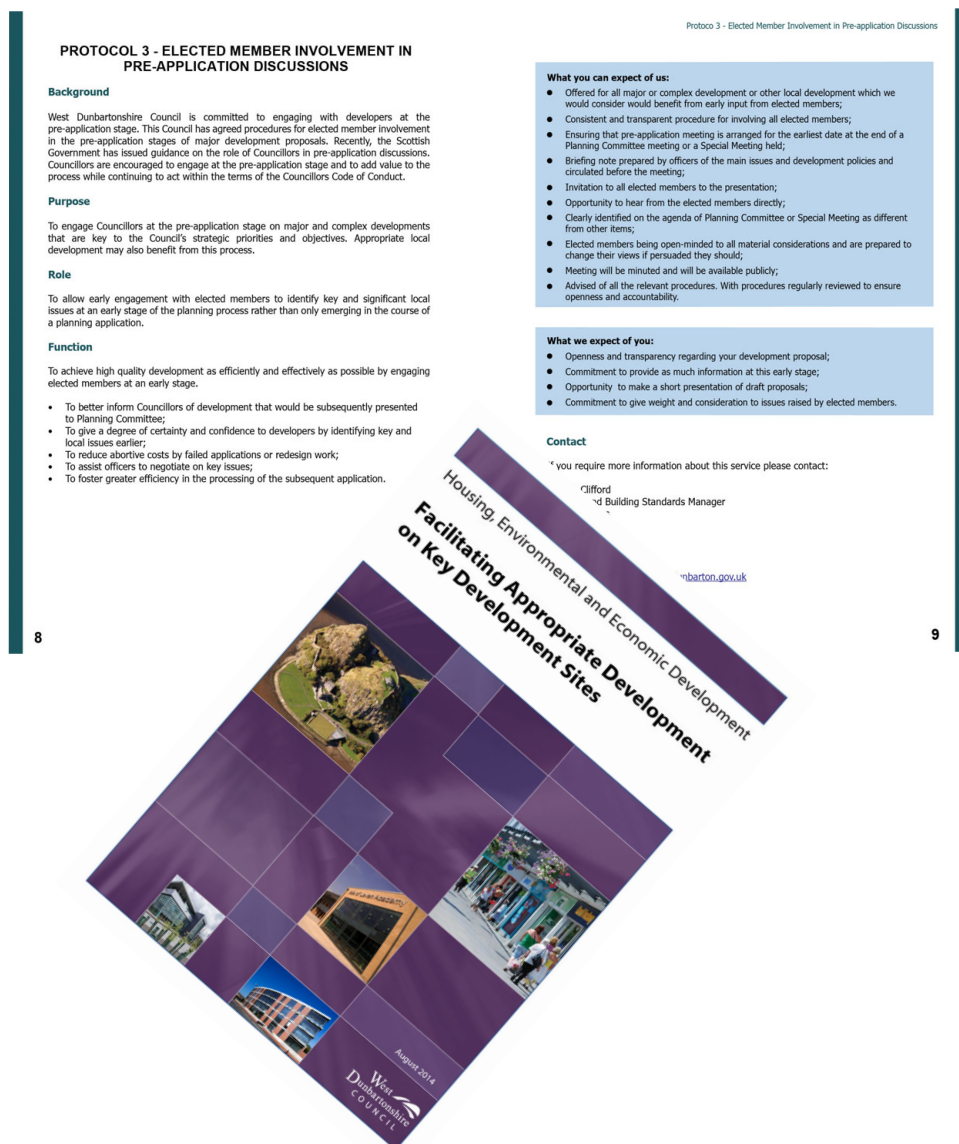 PROTOCOL 3 - ELECTED MEMBER INVOLVEMENT IN
PRE-APPLICATION DISCUSSIONS
Background
West Dunbartonshire Council is committed to engaging with developers at the
pre-application stage. This Council has agreed procedures for elected member involvement
in the pre-application stages of major development proposals. Recently, the Scottish
Government has issued guidance on the role of Councillors in pre-application discussions.
Councillors are encouraged to engage at the pre-application stage and to add value to the
process while continuing to act within the terms of the Councillors Code of Conduct.
Purpose
To engage Councillors at the pre-application stage on major and complex developments
that are key to the Council's strategic priorities and objectives. Appropriate local
development may also benefit from this process.
Role
To allow early engagement with elected members to identify key and significant local
issues at an early stage of the planning process rather than only emerging in the course of
a planning application.
Function
To achieve high quality development as efficiently and effectively as possible by engaging
elected members at an early stage.
• To better inform Councillors of development that would be subsequently presented
to Planning Committee;
• To give a degree of certainty and confidence to developers by identifying key and
local issues earlier;
• To reduce abortive costs by failed applications or redesign work;
• To assist officers to negotiate on key issues;
• To foster greater efficiency in the processing of the subsequent application.
8
Protoco 3 - Elected Member Involvement in Pre-application Discussions
What you can expect of us:
• Offered for all major or complex development or other local development which we
would consider would benefit from early input from elected members;
• Consistent and transparent procedure for involving all elected members;
• Ensuring that pre-application meeting is arranged for the earliest date at the end of a
Planning Committee meeting or a Special Meeting held;
• Briefing note prepared by officers of the main issues and development policies and
circulated before the meeting;
• Invitation to all elected members to the presentation;
• Opportunity to hear from the elected members directly;
• Clearly identified on the agenda of Planning Committee or Special Meeting as different
from other items;
• Elected members being open-minded to all material considerations and are prepared to
change their views if persuaded they should;
• Meeting will be minuted and will be available publicly;
• Advised of all the relevant procedures. With procedures regularly reviewed to ensure
openness and accountability.
What we expect of you:
• Openness and transparency regarding your development proposal;
• Commitment to provide as much information at this early stage;
• Opportunity to make a short presentation of draft proposals;
• Commitment to give weight and consideration to issues raised by elected members.
Contact
you require more information about this service please contact:
Clifford
Building Standards Manager
nbarton.gov.uk
9
Housing, Environmental and Economic Development
Facilitating Appropriate Development
on Key Development Sites
August 2014
West
Dunbartonshire
COUNCIL